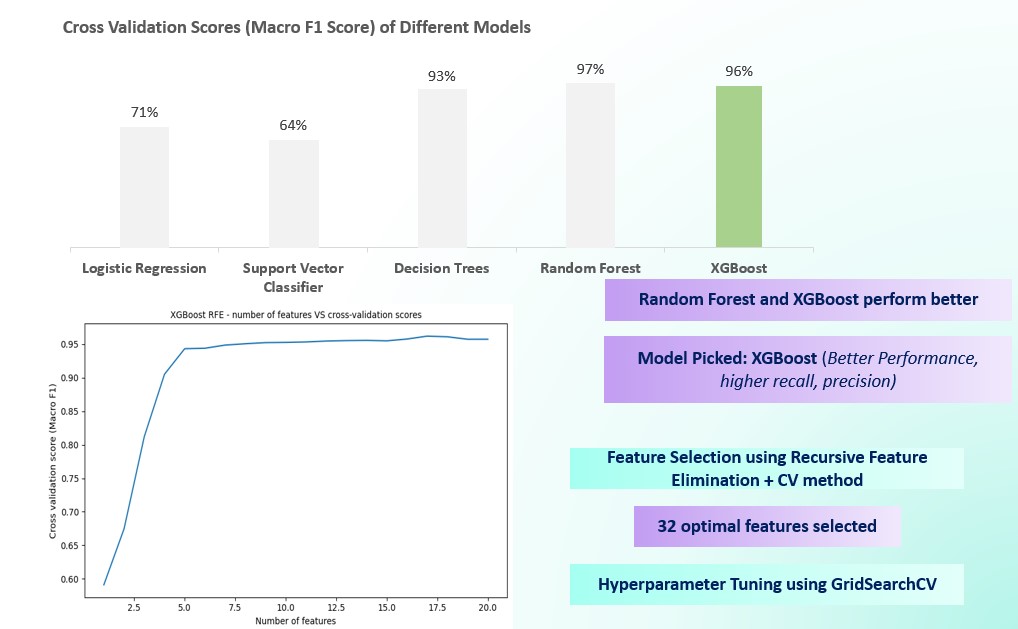 Cross Validation Scores (Macro F1 Score) of Different Models
71%
64%
93%
97%
96%
Logistic Regression
Support Vector
Classifier
Decision Trees
Random Forest
XGBoost
Random Forest and XGBoost perform better
Model Picked: XGBoost (Better Performance,
higher recall, precision)
Feature Selection using Recursive Feature
Elimination + CV method
32 optimal features selected
Hyperparameter Tuning using GridSearchCV
XGBoost RFE - number of features VS cross-validation scores
Cross validation score (Macro F1)
0.95
0.90
0.85
0.80
0.75
0.70
0.65
0.60
2.5
5.0
7.5
10.0
12.5
15.0
17.5
20.0
Number of features